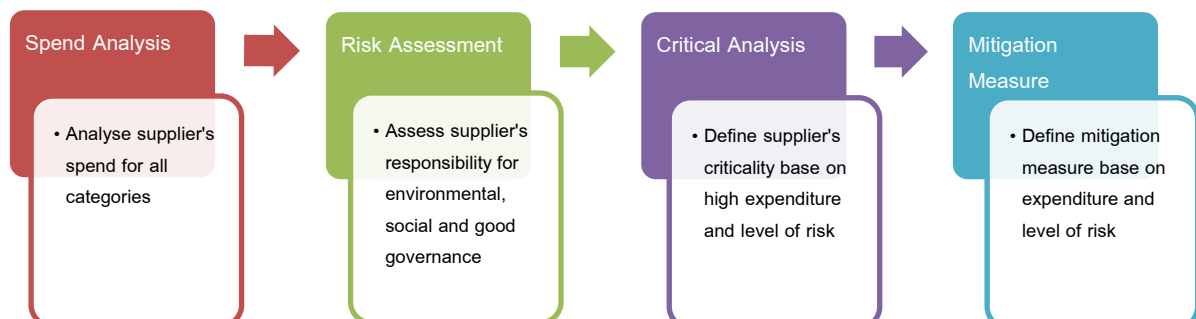 Spend Analysis
• Analyse supplier's
spend for all
categories
Risk Assessment
• Assess supplier's
responsibility for
environmental,
social and good
governance
Critical Analysis
• Define supplier's
criticality base on
high expenditure
and level of risk
Mitigation
Measure
• Define mitigation
measure base on
expenditure and
level of risk